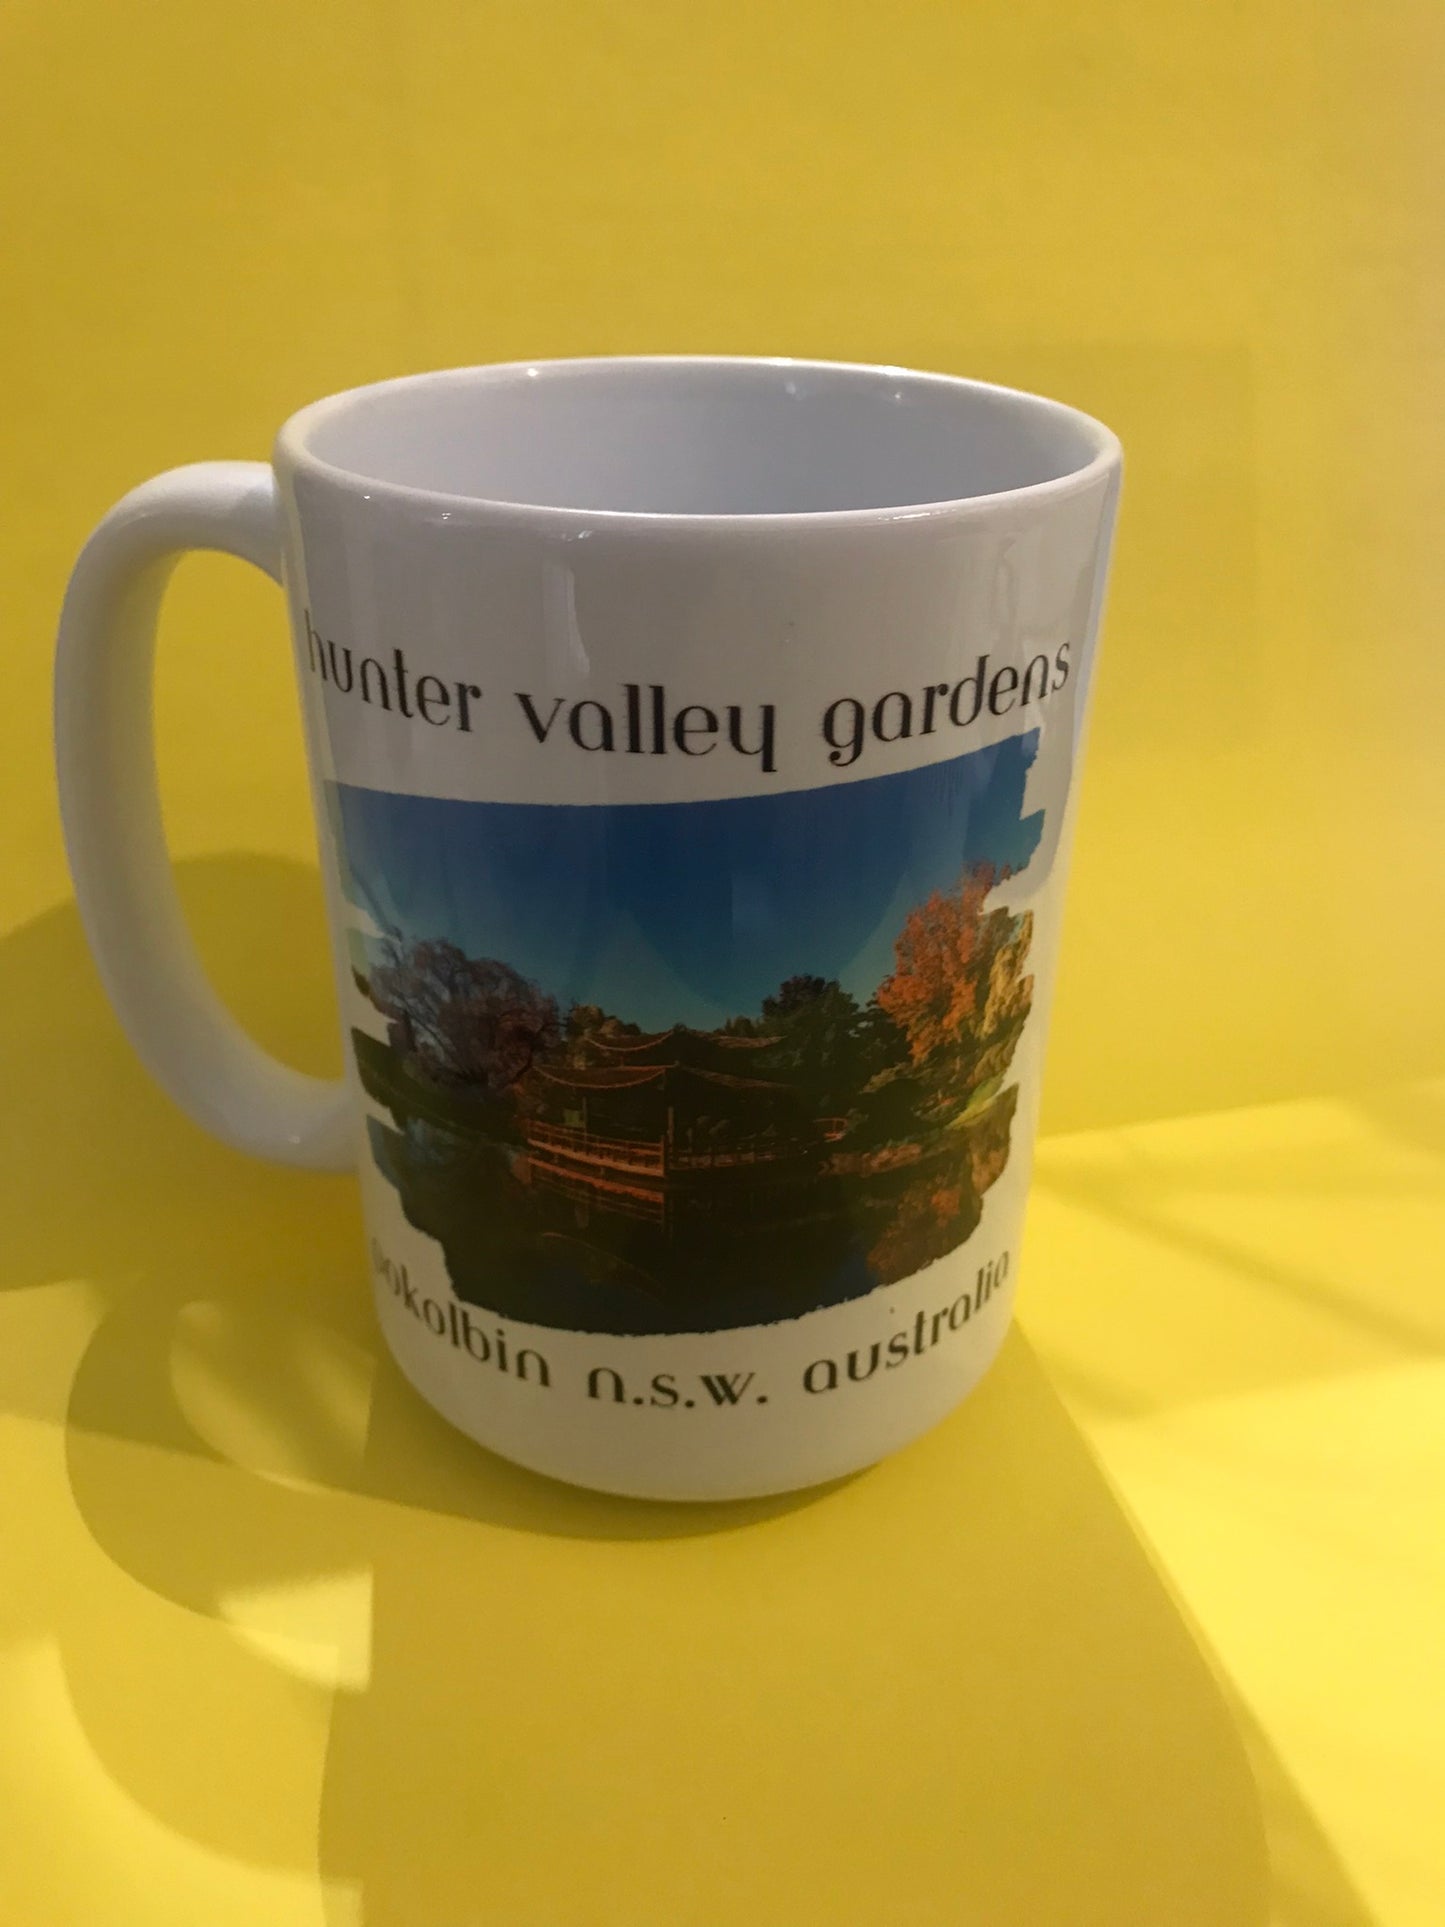 hunter valley gardens
pokolbin n.s.w. australia